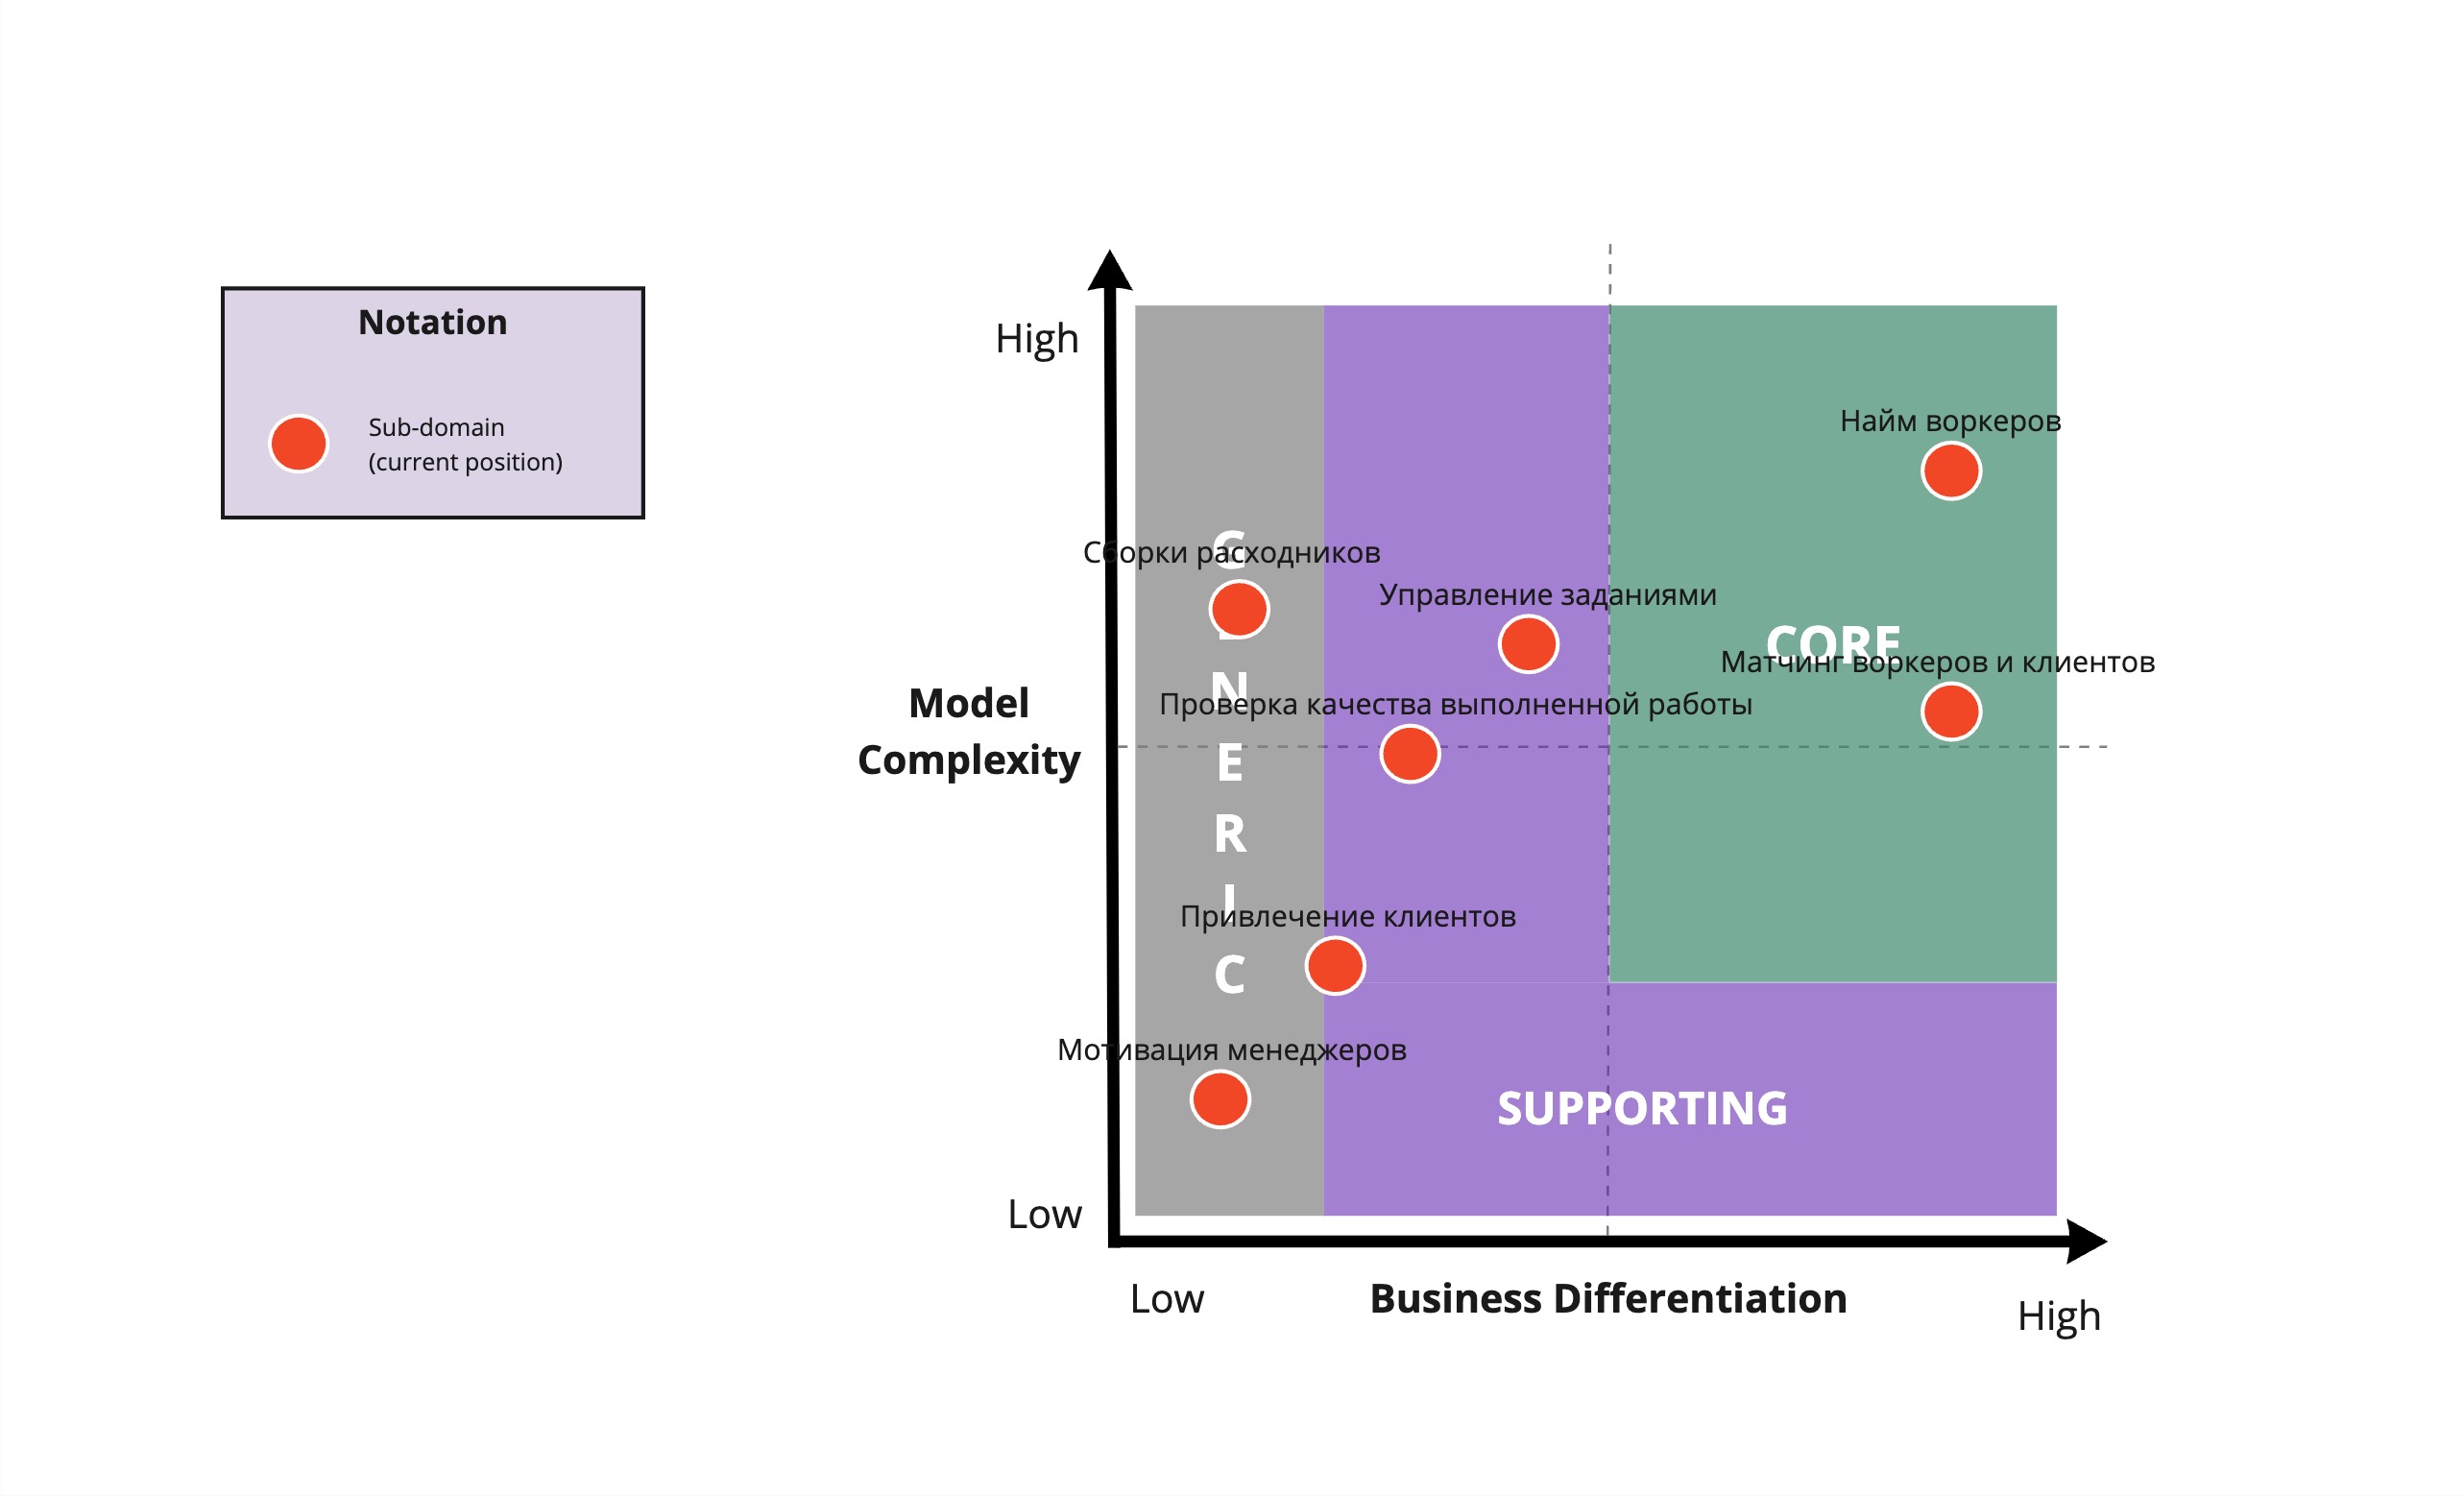 Notation
Sub-domain
(current position)
High
Найм воркеров
Сборки расходников
Управление заданиями
CORE
Матчинг воркеров и клиентов
Model
Complexity
Проверка качества выполненной работы
G
E
N
E
R
I
C
Привлечение клиентов
Мотивация менеджеров
SUPPORTING
Low
Low
Business Differentiation
High